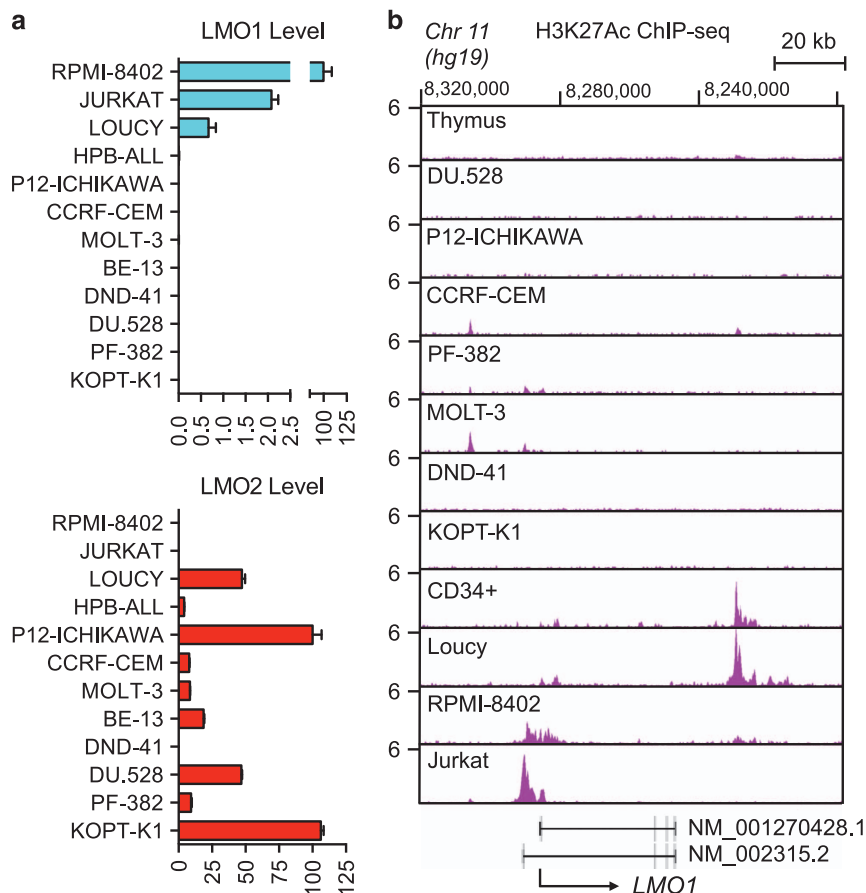 a
LMO1 Level
RPMI-8402
JURKAT
LOUCY
HPB-ALL
P12-ICHIKAWA
CCRF-CEM
MOLT-3
BE-13
DND-41
DU.528
PF-382
KOPT-K1
0.0 0.5 1.0 1.5 2.0 2.5 100 125
LMO2 Level
RPMI-8402
JURKAT
LOUCY
HPB-ALL
P12-ICHIKAWA
CCRF-CEM
MOLT-3
BE-13
DND-41
DU.528
PF-382
KOPT-K1
0 25 50 75 100 125
b
Chr 11 H3K27Ac ChIP-seq
(hg19) 20 kb
8,320,000 8,280,000 8,240,000
6
Thymus
6
DU.528
6
P12-ICHIKAWA
6
CCRF-CEM
6
PF-382
6
MOLT-3
6
DND-41
6
KOPT-K1
6
CD34+
6
Loucy
6
RPMI-8402
6
Jurkat
NM_001270428.1
NM_002315.2
LMO1